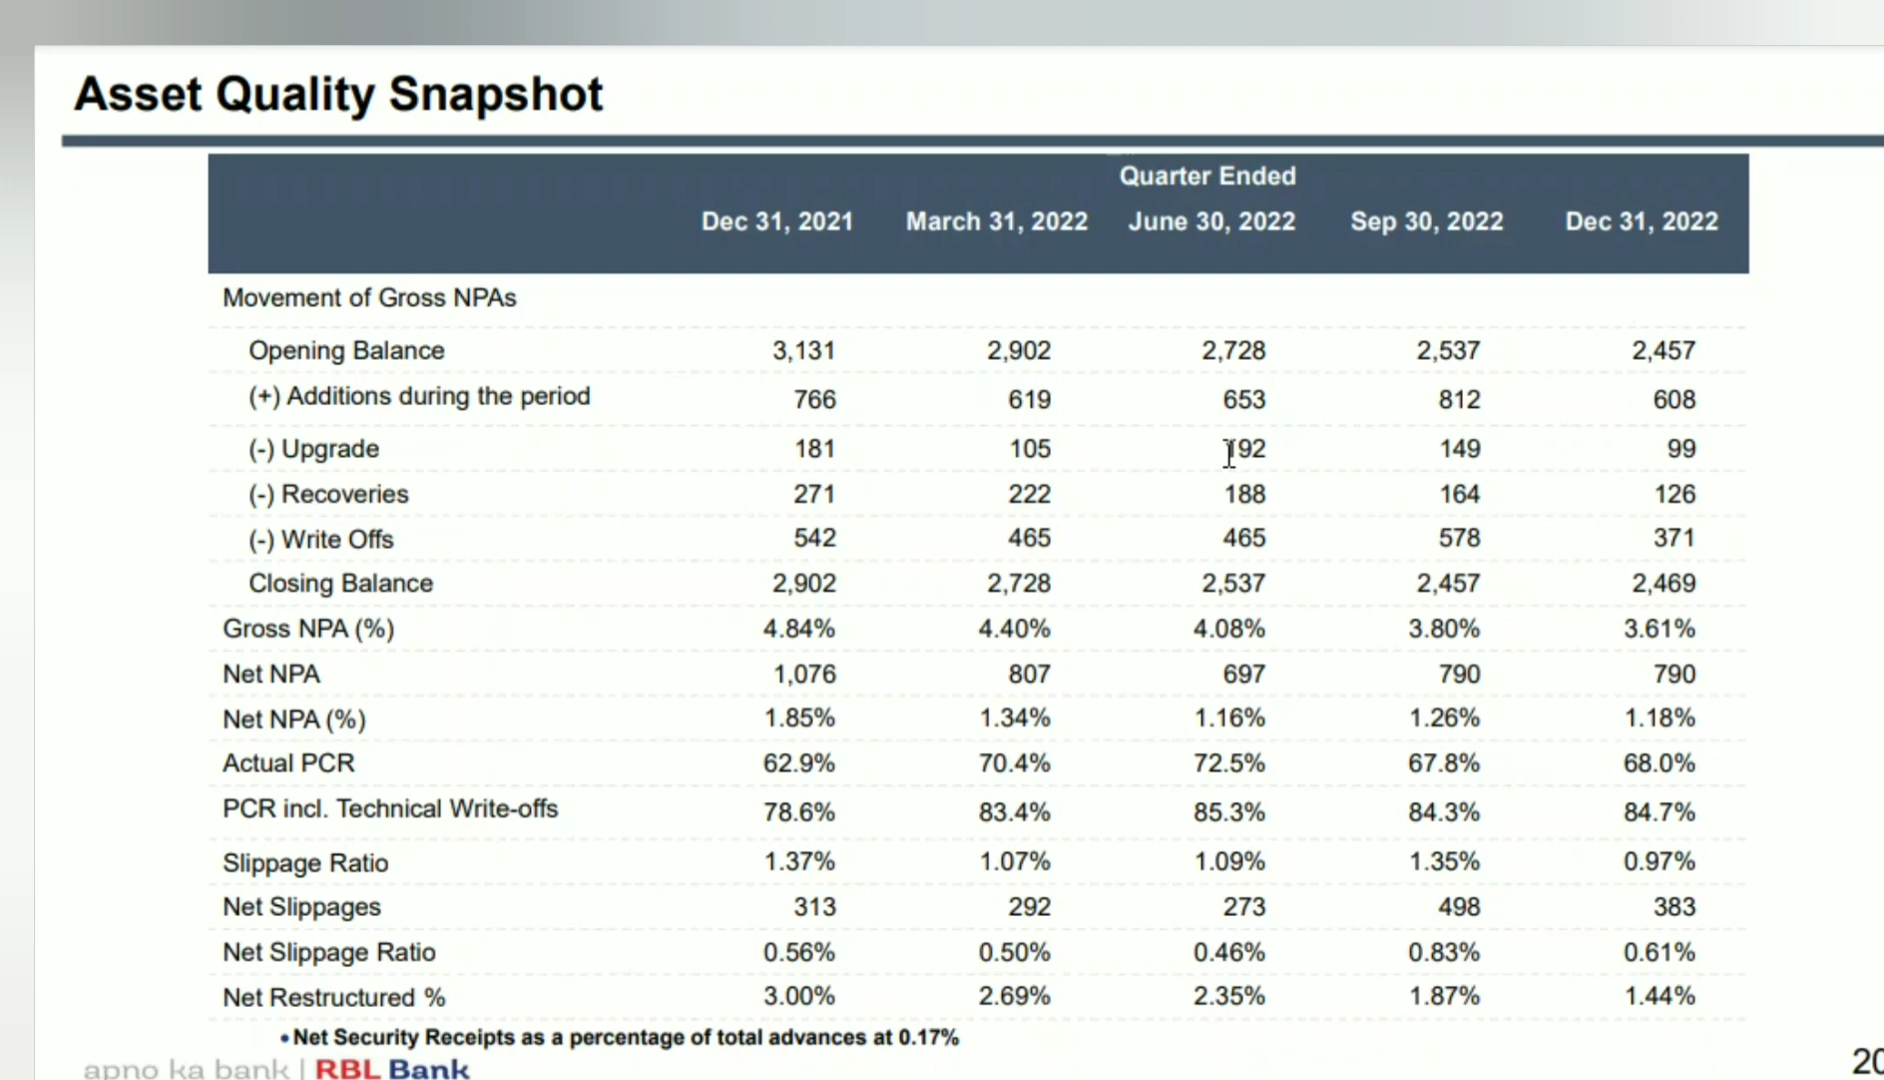 Asset Quality Snapshot
Quarter Ended
Dec 31, 2021 March 31, 2022 June 30, 2022 Sep 30, 2022 Dec 31, 2022
Movement of Gross NPAs
Opening Balance 3,131 2,902 2,728 2,537 2,457
(+) Additions during the period 766 619 653 812 608
(-) Upgrade 181 105 192 149 99
(-) Recoveries 271 222 188 164 126
(-) Write Offs 542 465 465 578 371
Closing Balance 2,902 2,728 2,537 2,457 2,469
Gross NPA (%) 4.84% 4.40% 4.08% 3.80% 3.61%
Net NPA 1,076 807 697 790 790
Net NPA (%) 1.85% 1.34% 1.16% 1.26% 1.18%
Actual PCR 62.9% 70.4% 72.5% 67.8% 68.0%
PCR incl. Technical Write-offs 78.6% 83.4% 85.3% 84.3% 84.7%
Slippage Ratio 1.37% 1.07% 1.09% 1.35% 0.97%
Net Slippages 313 292 273 498 383
Net Slippage Ratio 0.56% 0.50% 0.46% 0.83% 0.61%
Net Restructured % 3.00% 2.69% 2.35% 1.87% 1.44%
•Net Security Receipts as a percentage of total advances at 0.17%
apno ka bank | RBL Bank
20